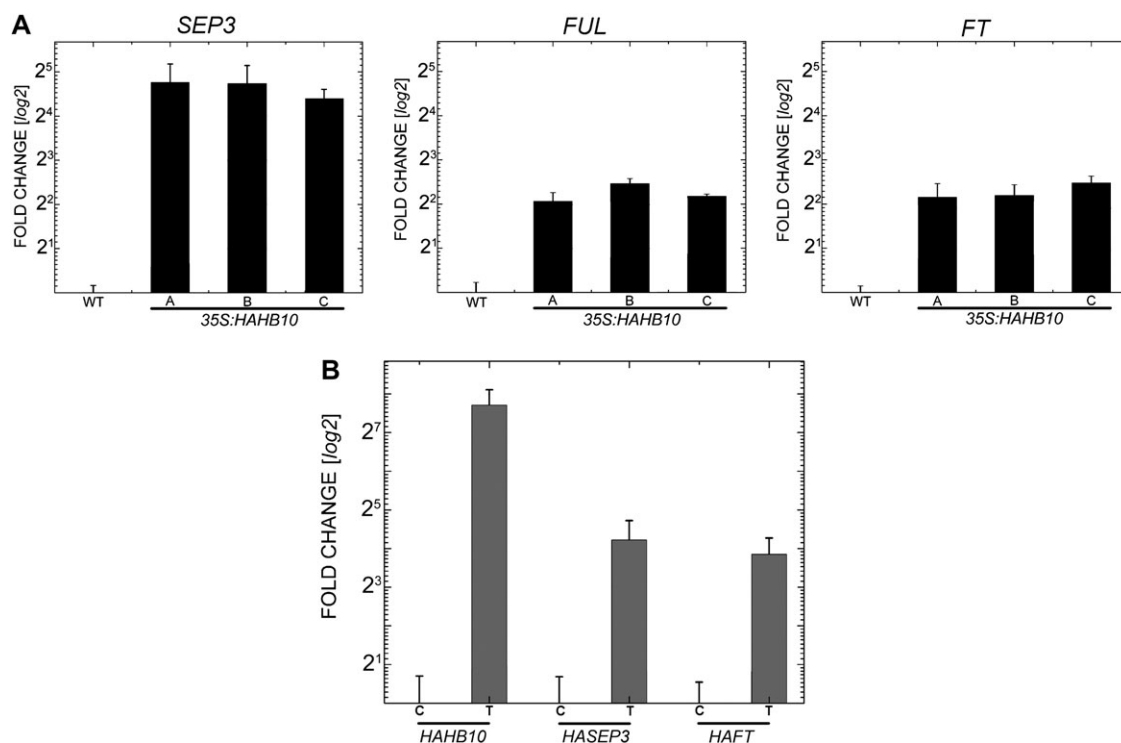 A
SEP3
FUL
FT
FOLD CHANGE [log2]
2⁵
2⁴
2³
2²
2¹
WT
A
B
C
35S:HAHB10
FOLD CHANGE [log2]
2⁵
2⁴
2³
2²
2¹
WT
A
B
C
35S:HAHB10
FOLD CHANGE [log2]
2⁵
2⁴
2³
2²
2¹
WT
A
B
C
35S:HAHB10
B
FOLD CHANGE [log2]
2⁷
2⁵
2³
2¹
C
T
C
T
C
T
HAHB10
HASEP3
HAFT